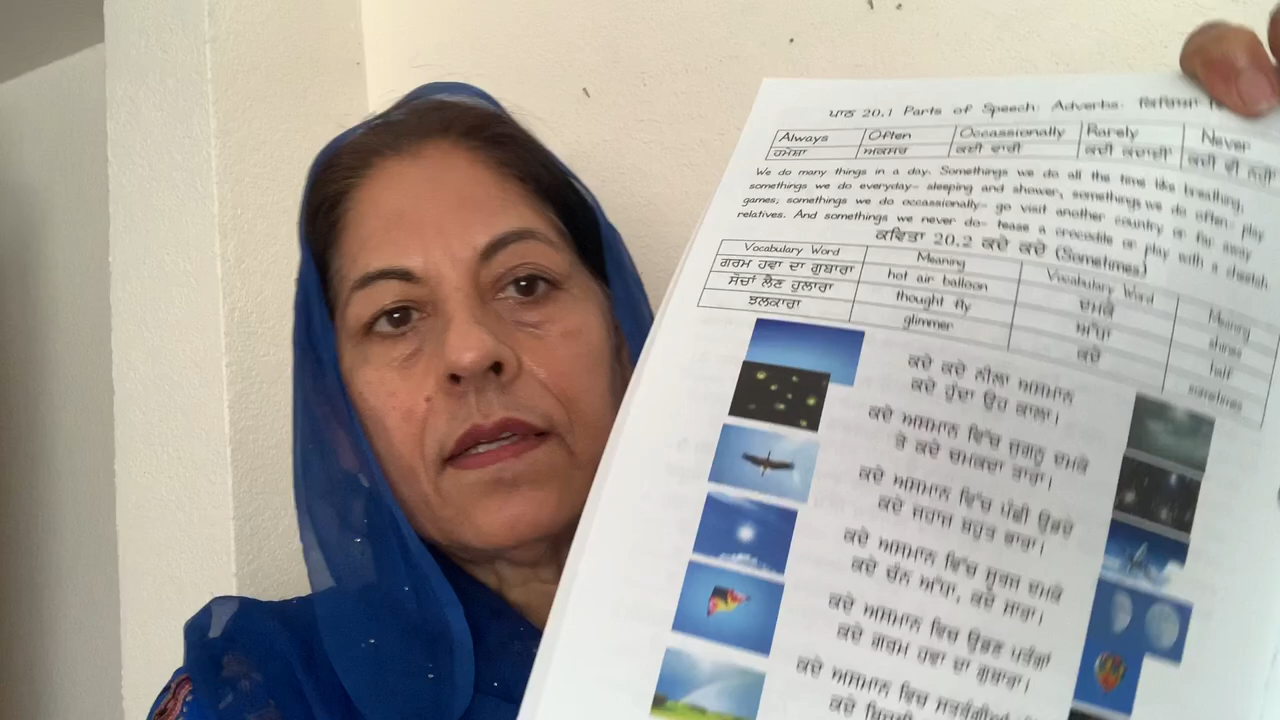 ਪਾਠ 20.1 Parts of Speech: Adverbs: ਕਿਰਿਆ
Always Often Occassionally Rarely Never
ਹਮੇਸ਼ਾ ਅਕਸਰ ਕਈ ਵਾਰੀ ਕਦੀ ਕਦਾਈਂ ਕਦੀ ਵੀ ਨਹੀਂ
We do many things in a day. Somethings we do all the time like breathing,
somethings we do everyday- sleeping and shower, somethings we do often- play
games; somethings we do occassionally- go visit another country or far away
relatives. And somethings we never do- tease a crocodile or play with a cheetah.
ਕਵਿਤਾ 20.2 ਕਦੇ ਕਦੇ (Sometimes)
Vocabulary Word Meaning Vocabulary Word Meaning
ਗਰਮ ਹਵਾ ਦਾ ਗੁਬਾਰਾ hot air balloon ਦਮਕੇ shines
ਸੋਚਾਂ ਲੈਣ ਹੁਲਾਰਾ thought fly ਅੱਧਾ half
ਝਲਕਾਰਾ glimmer ਕਦੇ sometimes
ਕਦੇ ਕਦੇ ਨੀਲਾ ਅਸਮਾਨ
ਕਦੇ ਹੁੰਦਾ ਉਹ ਕਾਲਾ।
ਕਦੇ ਅਸਮਾਨ ਵਿੱਚ ਜੁਗਨੂ ਦਮਕੇ
ਤੇ ਕਦੇ ਚਮਕਦਾ ਤਾਰਾ।
ਕਦੇ ਅਸਮਾਨ ਵਿੱਚ ਪੰਛੀ ਉਡਦੇ
ਕਦੇ ਜਹਾਜ਼ ਬਹੁਤ ਭਾਰਾ।
ਕਦੇ ਅਸਮਾਨ ਵਿੱਚ ਸੂਰਜ ਦਮਕੇ
ਕਦੇ ਚੰਨ ਅੱਧਾ, ਕਦੇ ਸਾਰਾ।
ਕਦੇ ਅਸਮਾਨ ਵਿਚ ਉਡਣ ਪਤੰਗਾਂ
ਕਦੇ ਗਰਮ ਹਵਾ ਦਾ ਗੁਬਾਰਾ।
ਕਦੇ ਅਸਮਾਨ ਵਿਚ
ਕਦੇ